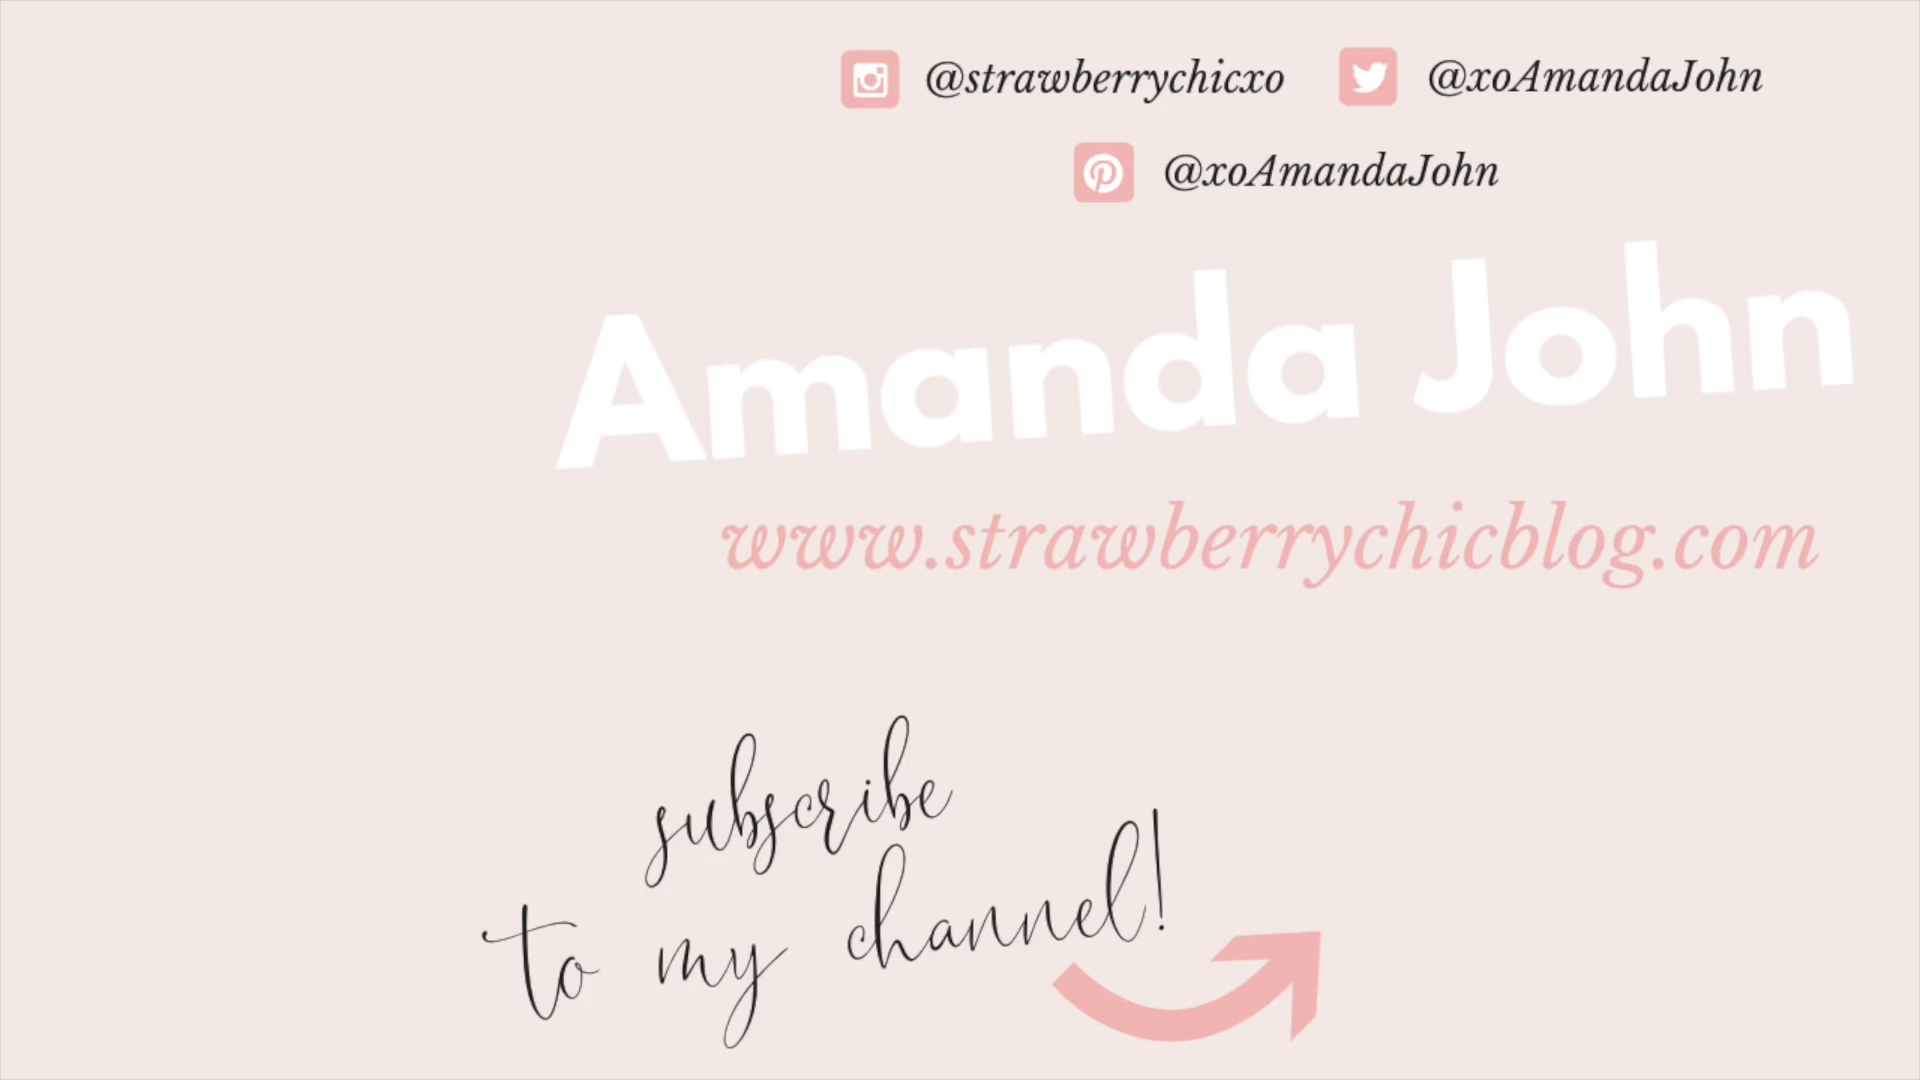 @strawberrychicxo @xoAmandaJohn
@xoAmandaJohn
Amanda John
www.strawberrychicblog.com
subscribe
to my channel!